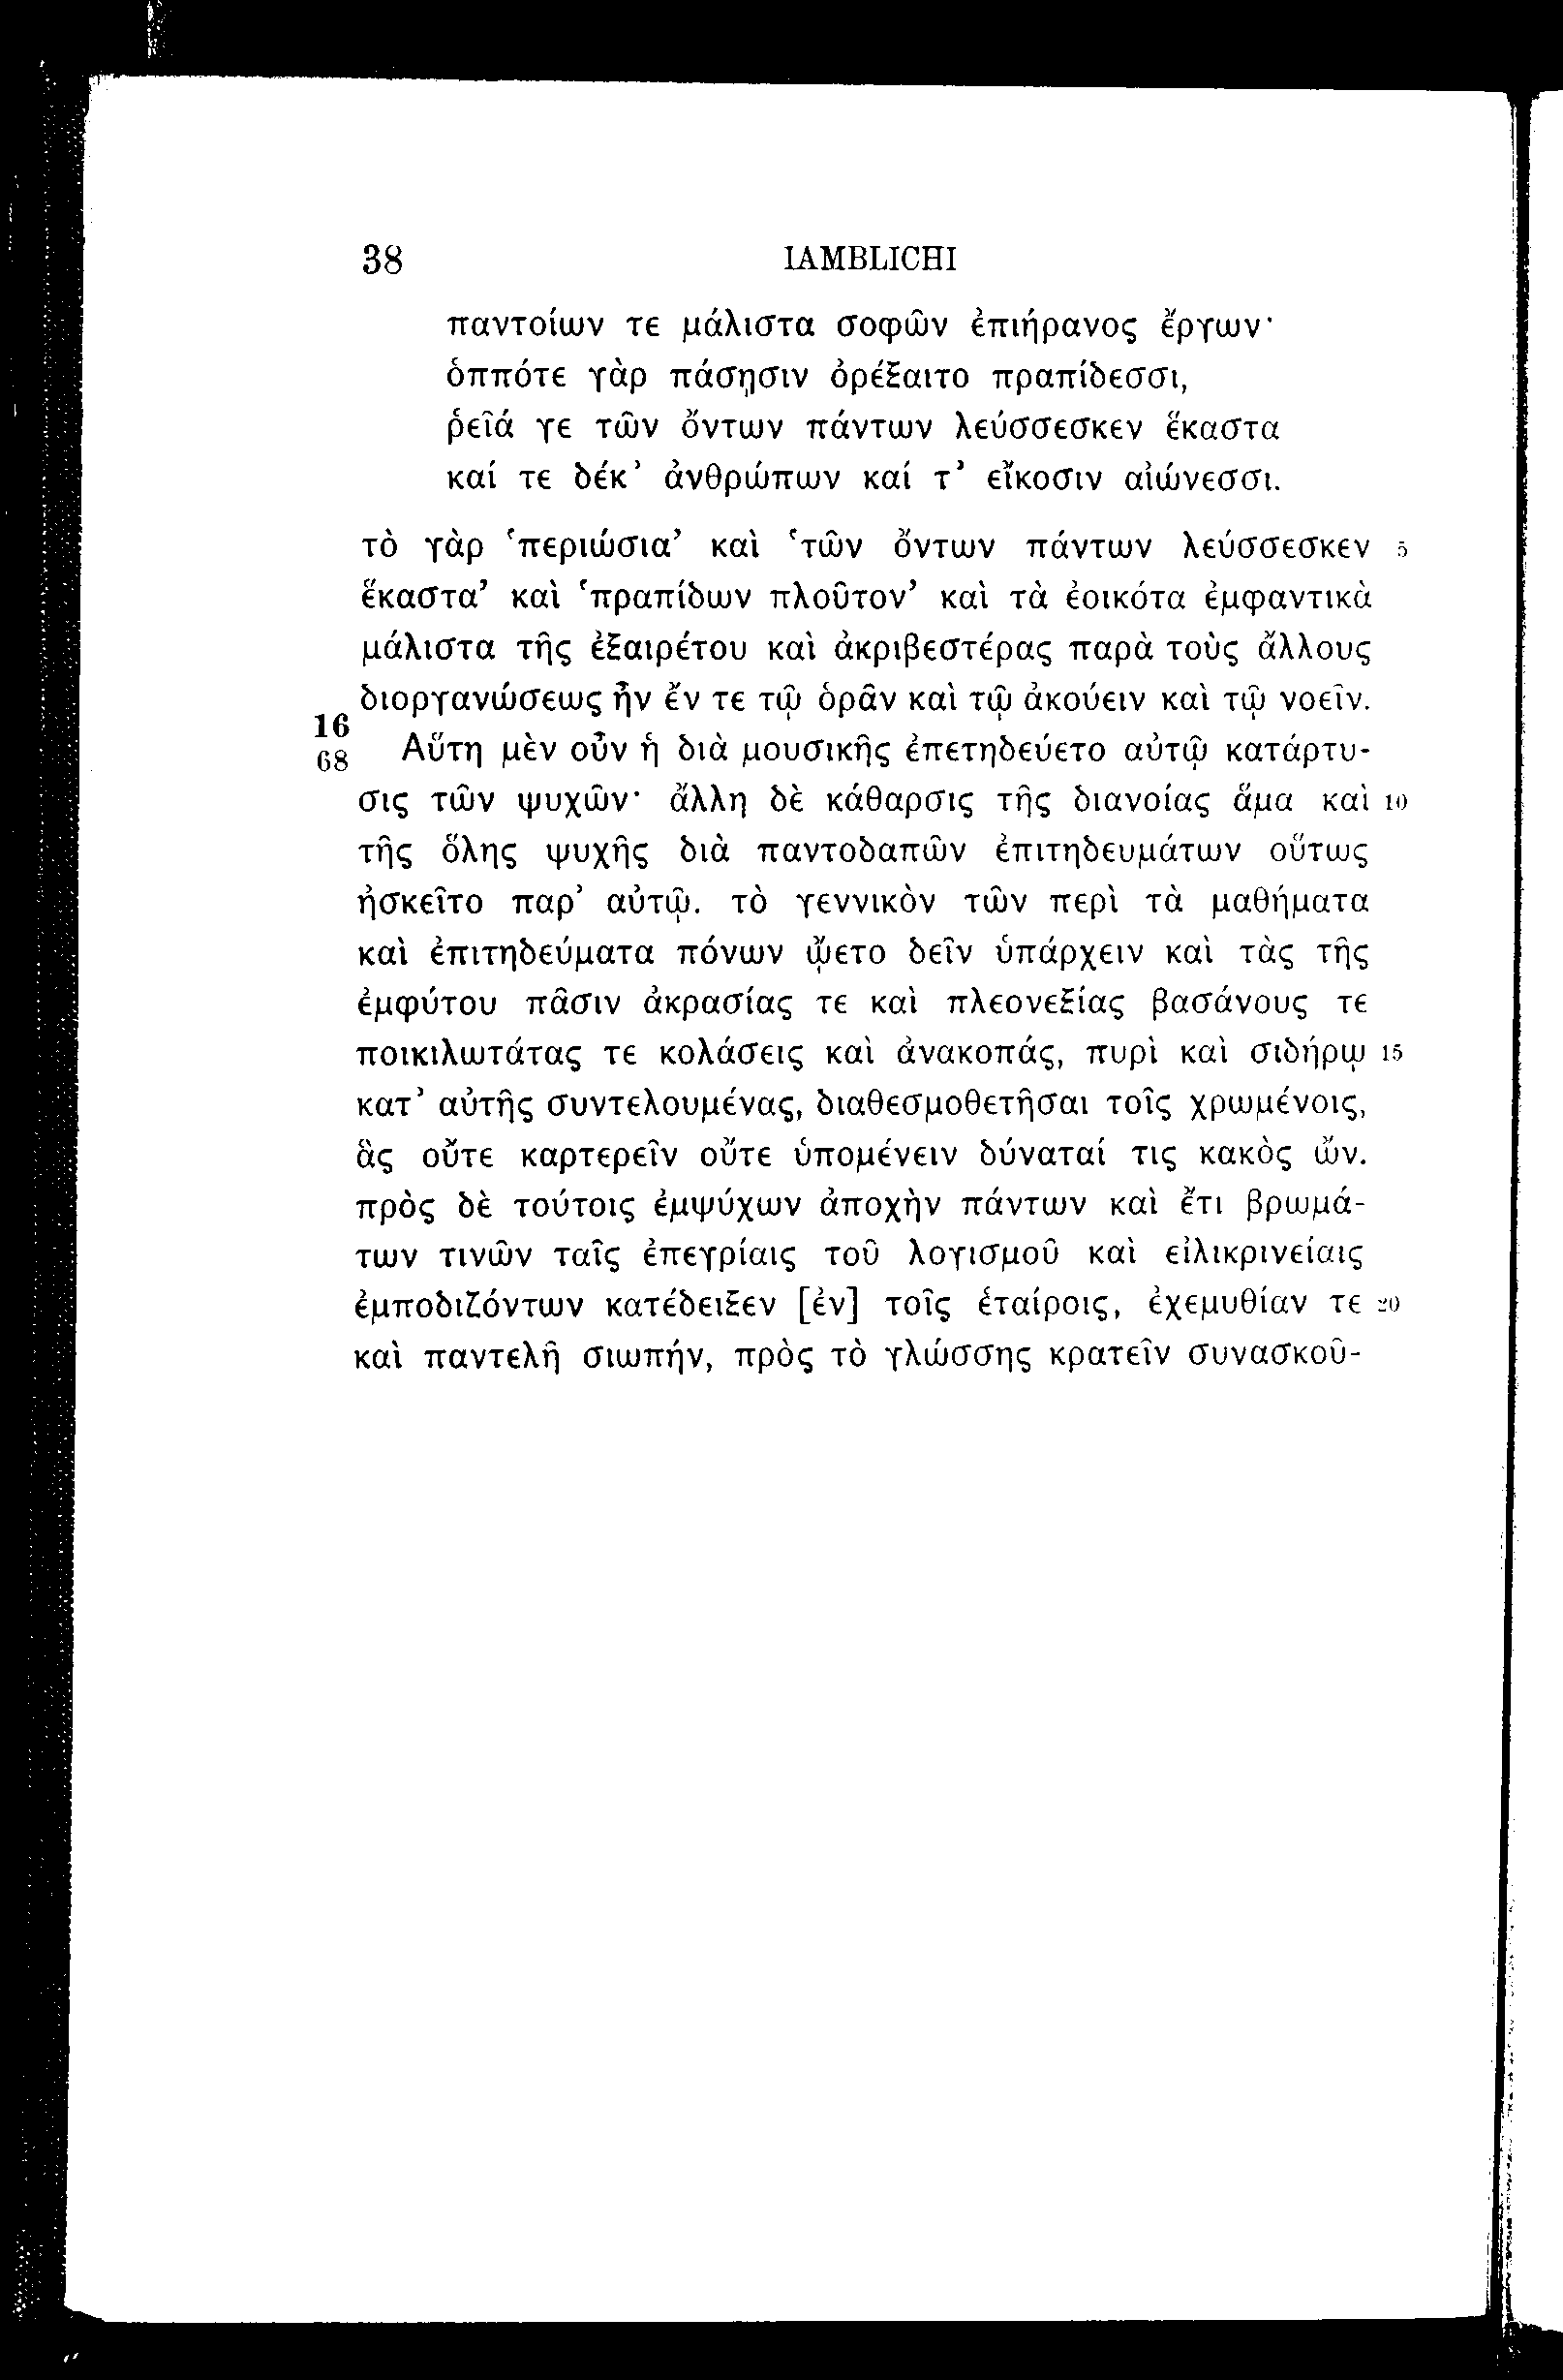 38 IAMBLICHI
παντοίων τε μάλιστα σοφῶν ἐπιήρανος ἔργων·
ὁππότε γὰρ πάσῃσιν ὀρέξαιτο πραπίδεσσι,
ῥεῖά γε τῶν ὄντων πάντων λεύσσεσκεν ἕκαστα
καί τε δέκ’ ἀνθρώπων καί τ’ εἴκοσιν αἰώνεσσι.
τὸ γὰρ ‘περιώσια’ καὶ ‘τῶν ὄντων πάντων λεύσσεσκεν 5
ἕκαστα’ καὶ ‘πραπίδων πλοῦτον’ καὶ τὰ ἐοικότα ἐμφαντικὰ
μάλιστα τῆς ἐξαιρέτου καὶ ἀκριβεστέρας παρὰ τοὺς ἄλλους
διοργανώσεως ἦν ἔν τε τῷ ὁρᾶν καὶ τῷ ἀκούειν καὶ τῷ νοεῖν.
16
68 Αὕτη μὲν οὖν ἡ διὰ μουσικῆς ἐπετηδεύετο αὐτῷ κατάρτυ-
σις τῶν ψυχῶν· ἄλλη δὲ κάθαρσις τῆς διανοίας ἅμα καὶ 10
τῆς ὅλης ψυχῆς διὰ παντοδαπῶν ἐπιτηδευμάτων οὕτως
ἠσκεῖτο παρ’ αὐτῷ. τὸ γεννικὸν τῶν περὶ τὰ μαθήματα
καὶ ἐπιτηδεύματα πόνων ᾤετο δεῖν ὑπάρχειν καὶ τὰς τῆς
ἐμφύτου πᾶσιν ἀκρασίας τε καὶ πλεονεξίας βασάνους τε
ποικιλωτάτας τε κολάσεις καὶ ἀνακοπάς, πυρὶ καὶ σιδήρῳ 15
κατ’ αὐτῆς συντελουμένας, διαθεσμοθετῆσαι τοῖς χρωμένοις,
ἃς οὔτε καρτερεῖν οὔτε ὑπομένειν δύναταί τις κακὸς ὤν.
πρὸς δὲ τούτοις ἐμψύχων ἀποχὴν πάντων καὶ ἔτι βρωμά-
των τινῶν ταῖς ἐπεγρίαις τοῦ λογισμοῦ καὶ εἰλικρινείαις
ἐμποδιζόντων κατέδειξεν [ἐν] τοῖς ἑταίροις, ἐχεμυθίαν τε 20
καὶ παντελῆ σιωπήν, πρὸς τὸ γλώσσης κρατεῖν συνασκοῦ-